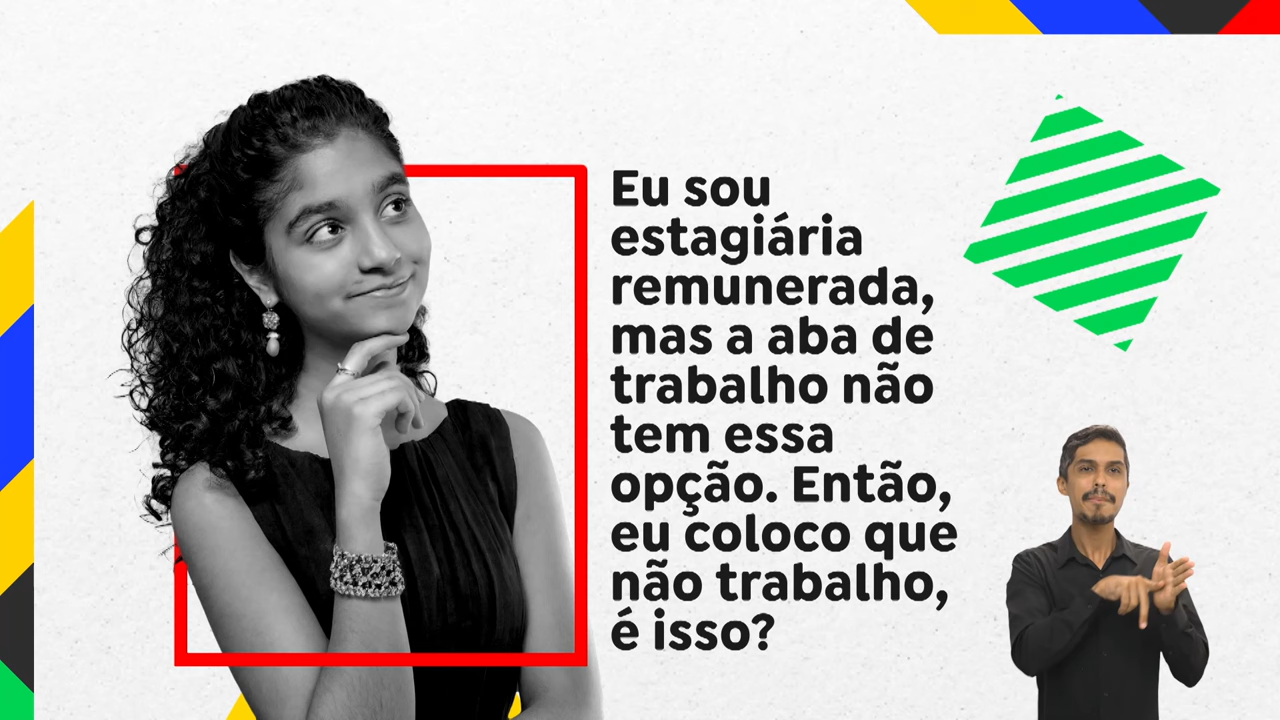 Eu sou
estagiária
remunerada,
mas a aba de
trabalho não
tem essa
opção. Então,
eu coloco que
não trabalho,
é isso?